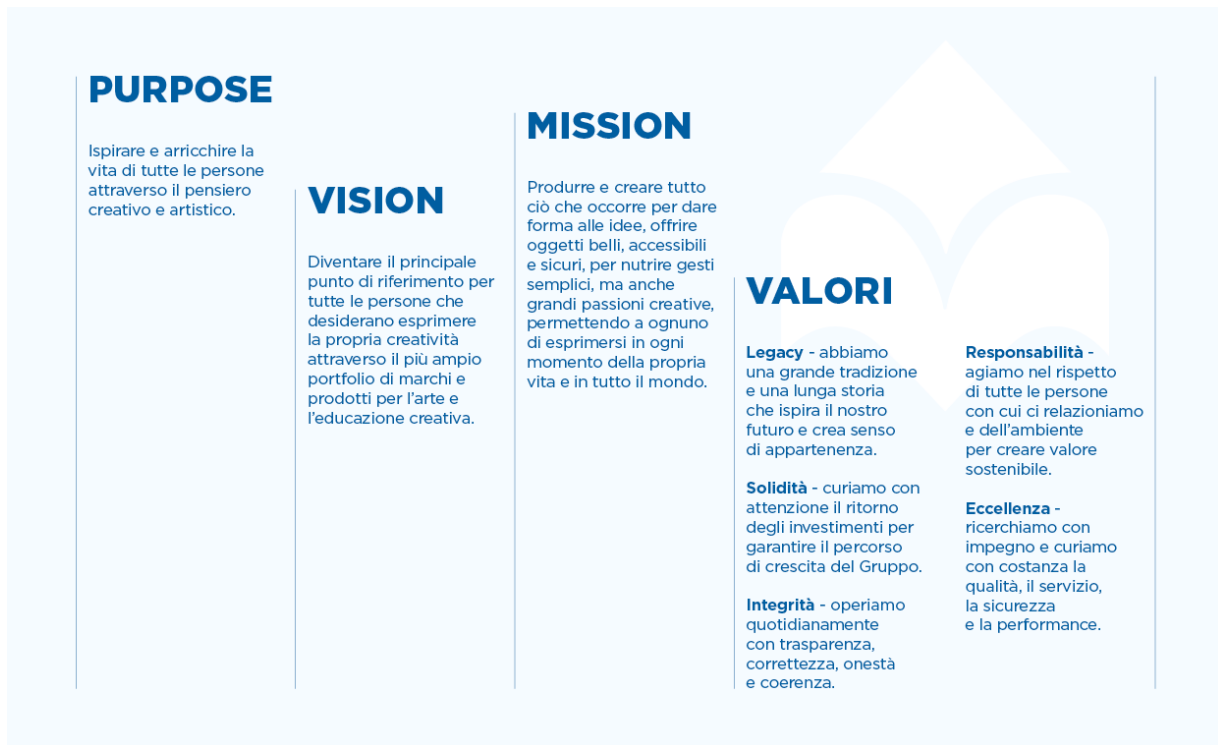 PURPOSE
Ispirare e arricchire la
vita di tutte le persone
attraverso il pensiero
creativo e artistico.
VISION
Diventare il principale
punto di riferimento per
tutte le persone che
desiderano esprimere
la propria creatività
attraverso il più ampio
portfolio di marchi e
prodotti per l'arte e
l'educazione creativa.
MISSION
Produrre e creare tutto
ciò che occorre per dare
forma alle idee, offrire
oggetti belli, accessibili
e sicuri, per nutrire gesti
semplici, ma anche
grandi passioni creative,
permettendo a ognuno
di esprimersi in ogni
momento della propria
vita e in tutto il mondo.
VALORI
Legacy - abbiamo
una grande tradizione
e una lunga storia
che ispira il nostro
futuro e crea senso
di appartenenza.
Solidità - curiamo con
attenzione il ritorno
degli investimenti per
garantire il percorso
di crescita del Gruppo.
Integrità - operiamo
quotidianamente
con trasparenza,
correttezza, onestà
e coerenza.
Responsabilità -
agiamo nel rispetto
di tutte le persone
con cui ci relazioniamo
e dell'ambiente
per creare valore
sostenibile.
Eccellenza -
ricerchiamo con
impegno e curiamo
con costanza la
qualità, il servizio,
la sicurezza
e la performance.